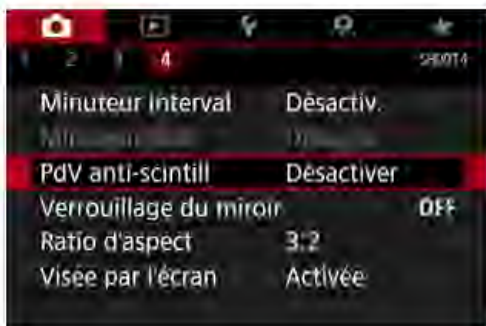 2 3 4
SHOOT4
Minuteur interval Désactiv.
PdV anti-scintill Désactiver
Verrouillage du miroir OFF
Ratio d'aspect 3:2
Visée par l'écran Activée